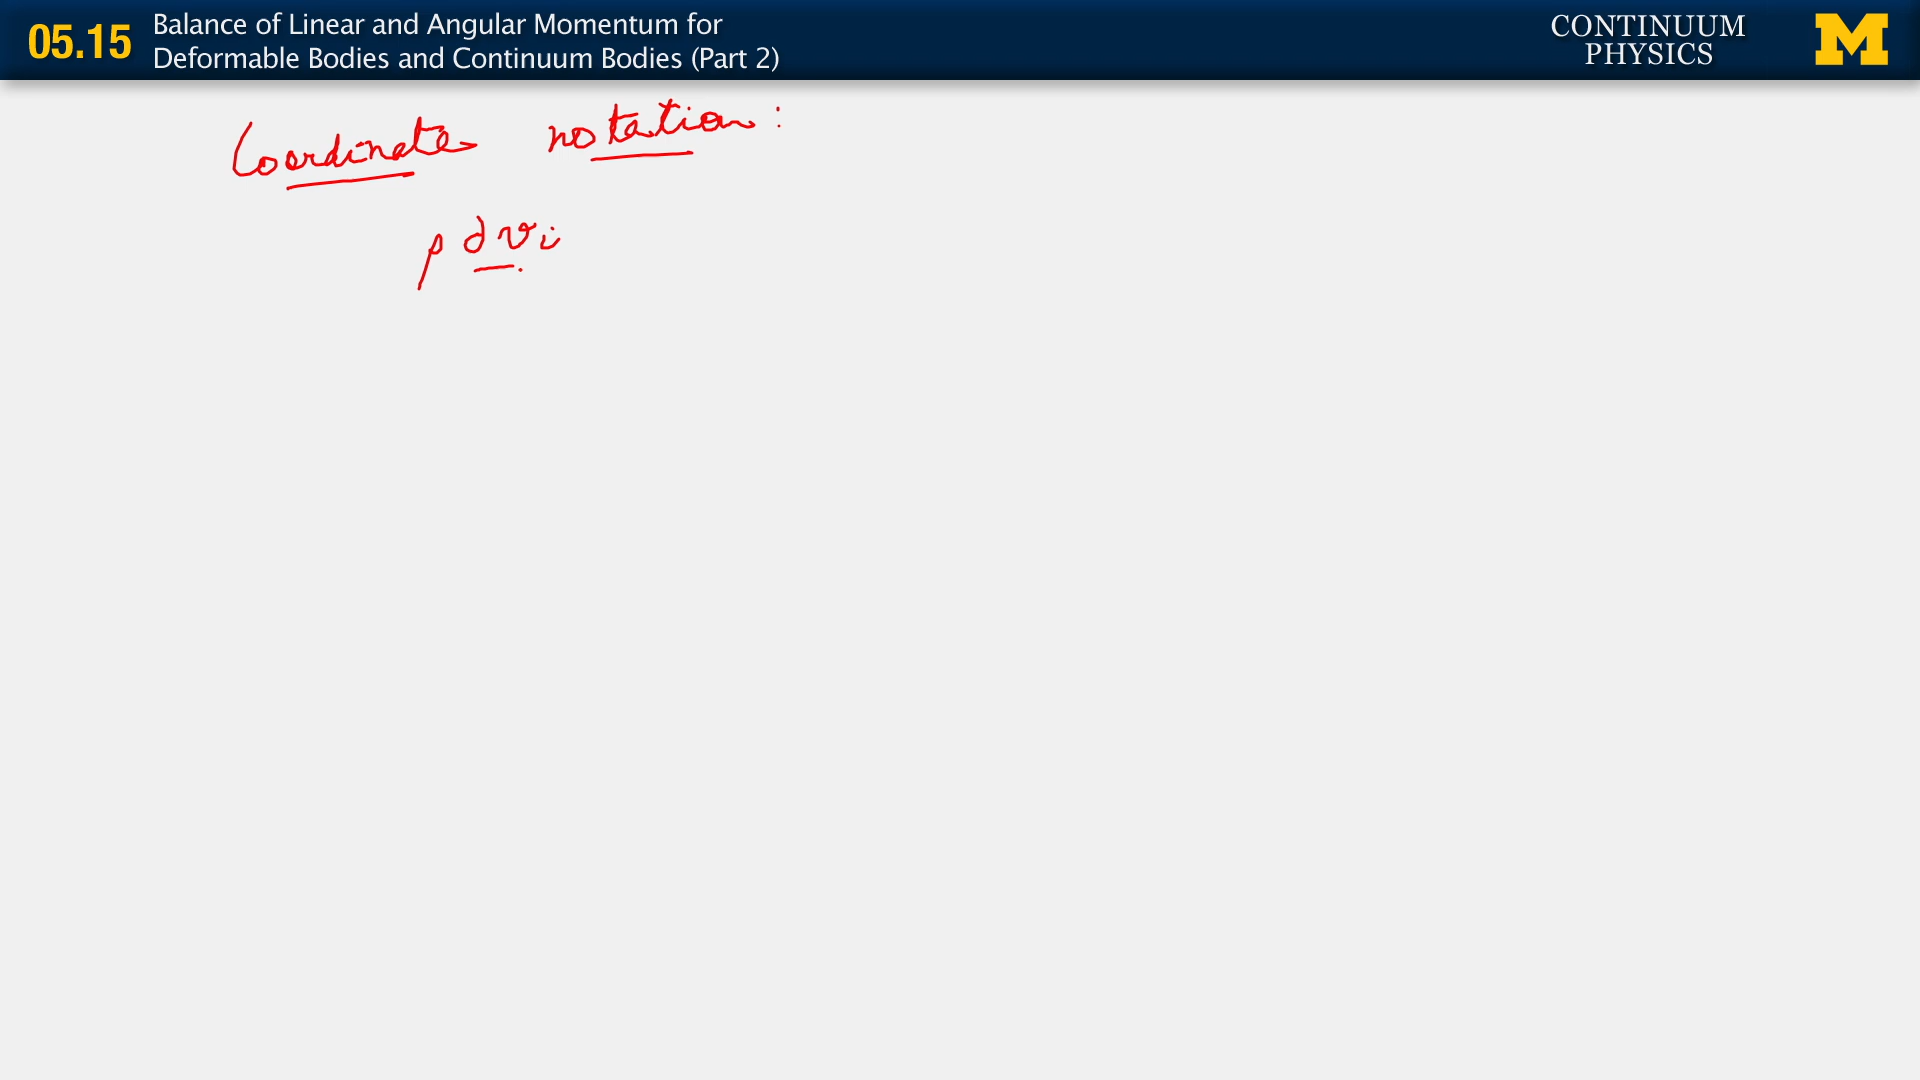 05.15
Balance of Linear and Angular Momentum for
Deformable Bodies and Continuum Bodies (Part 2)
CONTINUUM
PHYSICS
M
Coordinate notation:
ρ ∂vᵢ